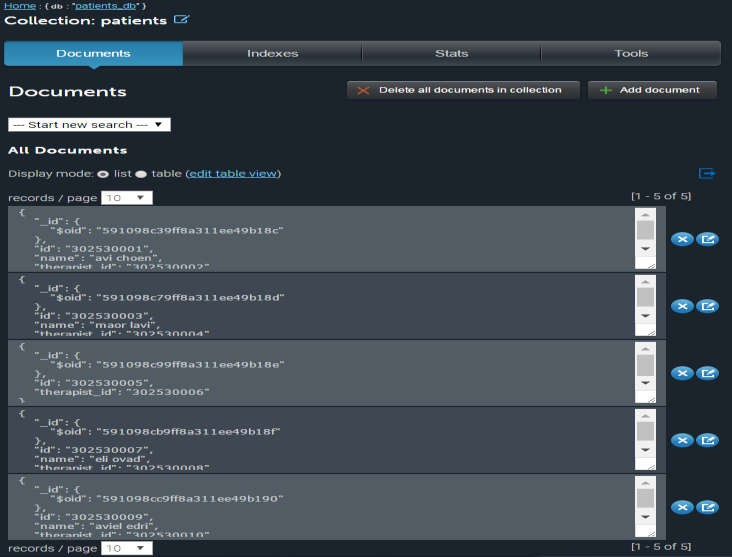 Home : { db : "patients_db" }
Collection: patients
Documents Indexes Stats Tools
Documents
Delete all documents in collection
Add document
--- Start new search ---
All Documents
Display mode: list table (edit table view)
records / page 10
[1 - 5 of 5]
{
"_id": {
"$oid": "591098c39ff8a311ee49b18c"
},
"id": "302530001",
"name": "avi choen",
"therapist_id": "302530002"
{
"_id": {
"$oid": "591098c79ff8a311ee49b18d"
},
"id": "302530003",
"name": "maor lavi",
"therapist_id": "302530004"
{
"_id": {
"$oid": "591098c99ff8a311ee49b18e"
},
"id": "302530005",
"therapist_id": "302530006"
}
{
"_id": {
"$oid": "591098cb9ff8a311ee49b18f"
},
"id": "302530007",
"name": "eli ovad",
"therapist_id": "302530008"
{
"_id": {
"$oid": "591098cc9ff8a311ee49b190"
},
"id": "302530009",
"name": "aviel edri",
"therapist_id": "302530010"
records / page 10
[1 - 5 of 5]